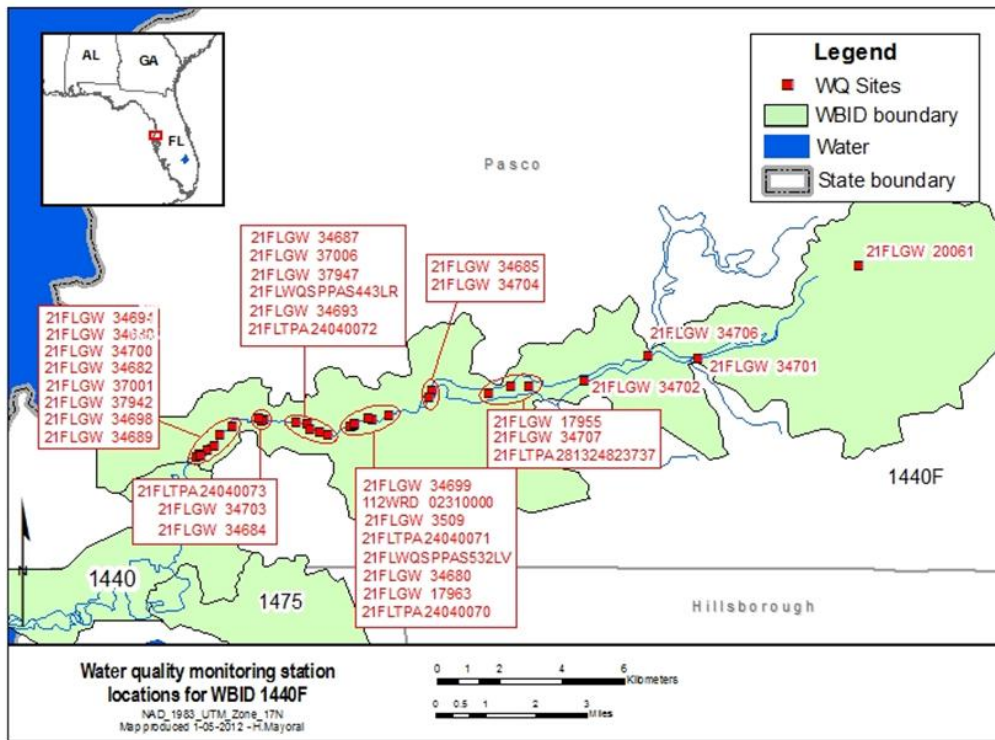 AL
GA
FL
Legend
WQ Sites
WBID boundary
Water
State boundary
Pasco
21FLGW 20061
21FLGW 34687
21FLGW 37006
21FLGW 37947
21FLWQSPPAS443LR
21FLGW 34693
21FLTPA24040072
21FLGW 34685
21FLGW 34704
21FLGW 34694
21FLGW
21FLGW 34700
21FLGW 34682
21FLGW 37001
21FLGW 37942
21FLGW 34698
21FLGW 34689
21FLGW 34706
21FLGW 34701
21FLGW 34702
21FLGW 17955
21FLGW 34707
21FLTPA281324823737
21FLTPA24040073
21FLGW 34703
21FLGW 34684
21FLGW 34699
112WRD 02310000
21FLGW 3509
21FLTPA24040071
21FLWQSPPAS532LV
21FLGW 34680
21FLGW 17963
21FLTPA24040070
1440F
N
1440
1475
Hillsborough
Water quality monitoring station
locations for WBID 1440F
NAD_1983_UTM_Zone_17N
Map produced 1-05-2012 - H.Mayoral
0 1 2 4 6
Kilometers
0 0.5 1 2 3
Miles